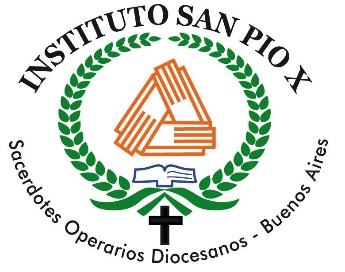 INSTITUTO SAN PIO X
Sacerdotes Operarios Diocesanos - Buenos Aires